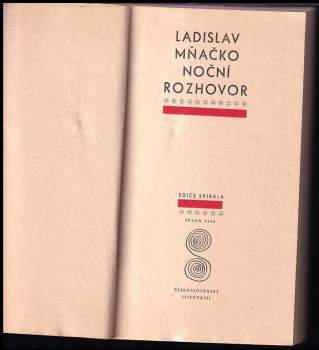 LADISLAV
MŇAČKO
NOČNÍ
ROZHOVOR
EDICE SPIRÁLA
PRAHA 1966
ČESKOSLOVENSKÝ
SPISOVATEL